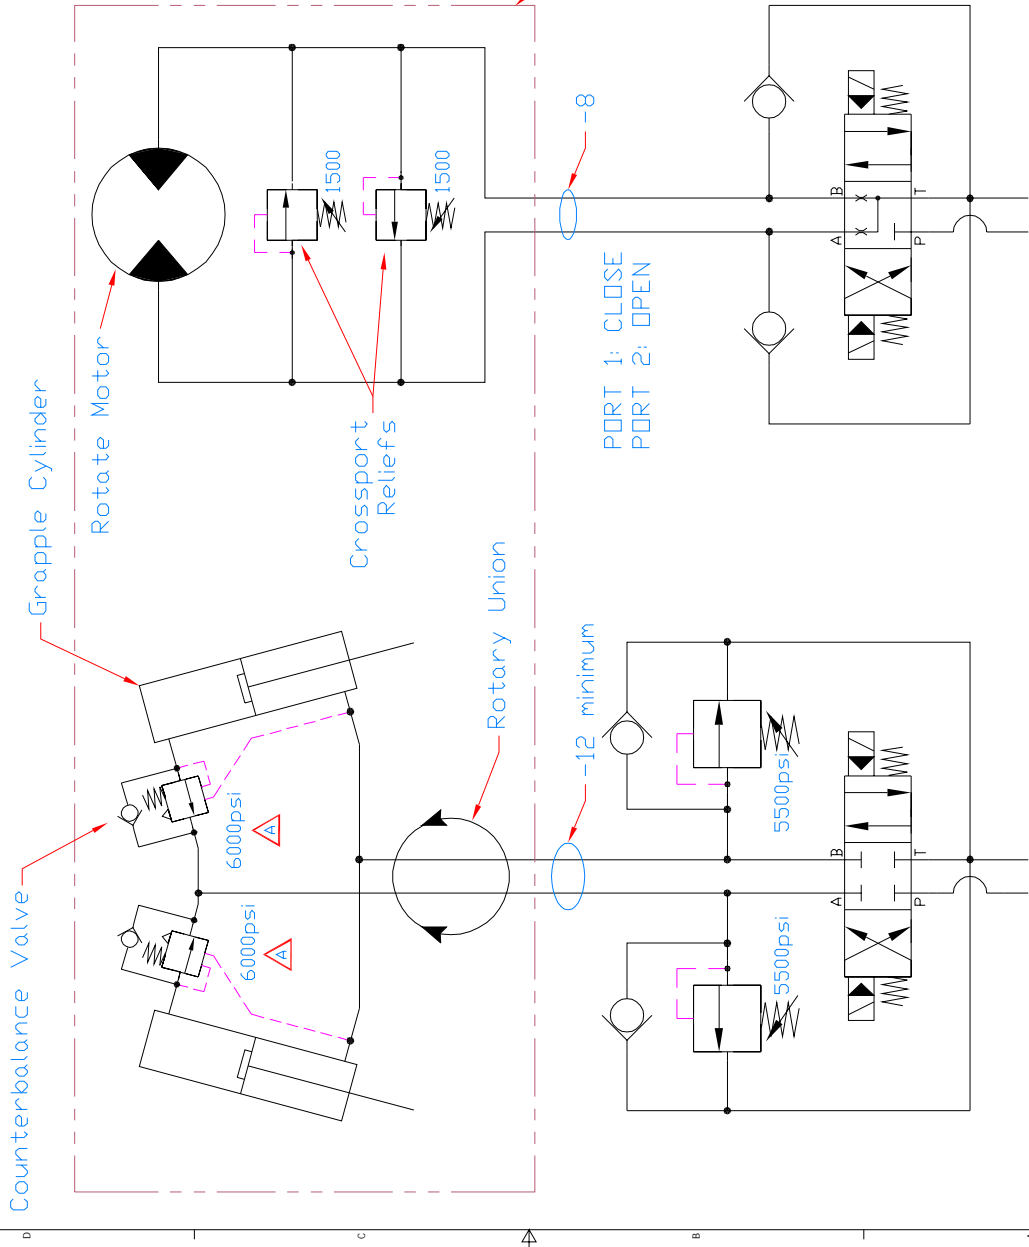 Counterbalance Valve
Grapple Cylinder
Rotate Motor
Crossport
Reliefs
1500
1500
-8
PORT 1: CLOSE
PORT 2: OPEN
A
B
P
T
6000psi
A
6000psi
A
Rotary Union
-12 minimum
5500psi
5500psi
A
B
P
T
D
C
B